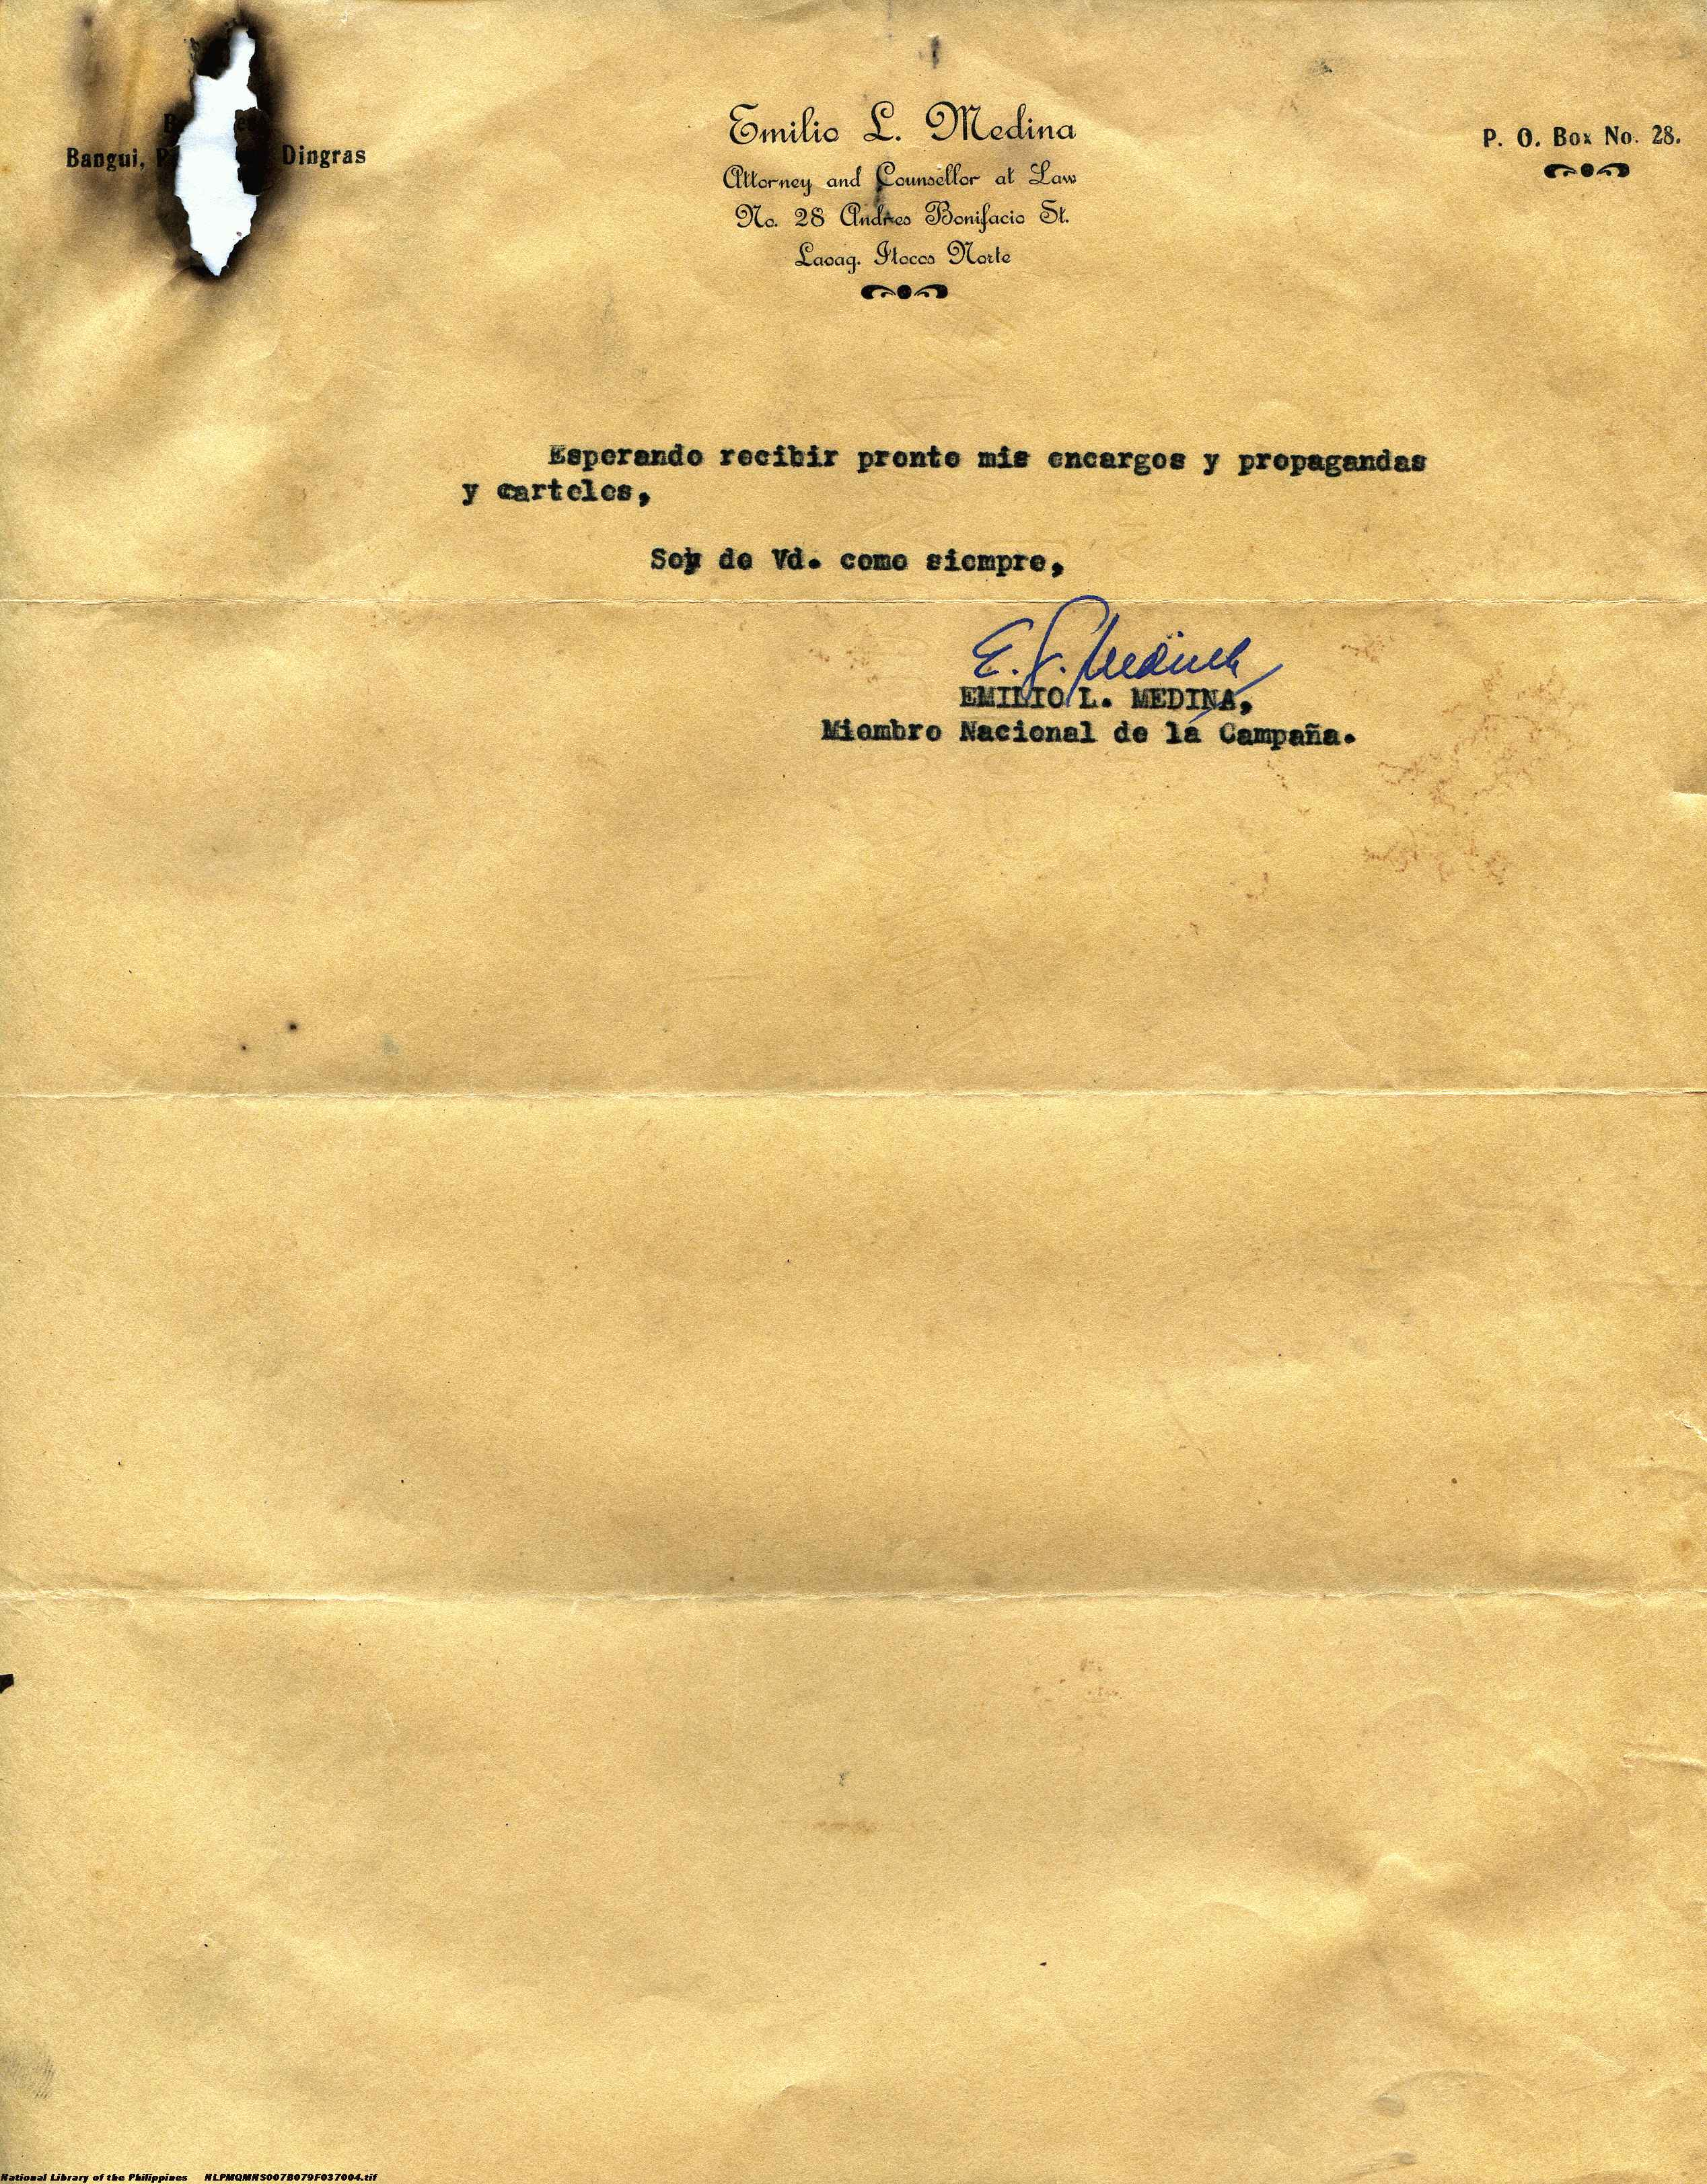 Bangui, Dingras
Emilio L. Medina
Attorney and Counsellor at Law
No. 28 Andres Bonifacio St.
Laoag. Ilocos Norte
P. O. Box No. 28.
Esperando recibir pronto mis encargos y propagandas
y carteles,
Soy de Vd. como siempre,
E. L. Medina
EMILIO L. MEDINA,
Miembro Nacional de la Campaña.
National Library of the Philippines NLPMQMNS007B079F037004.tif